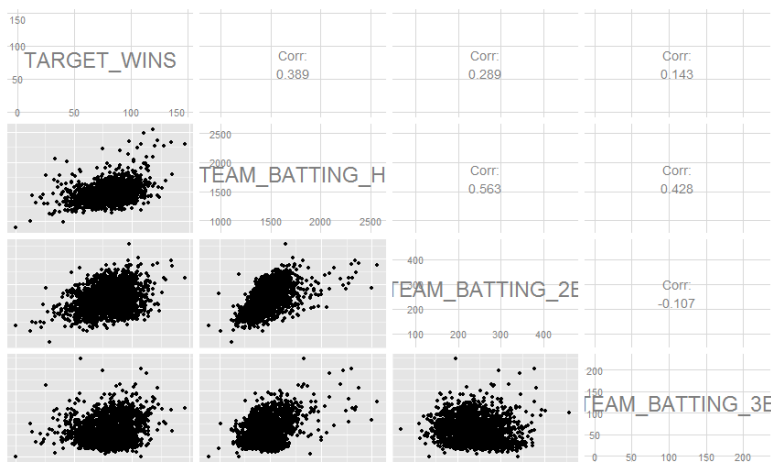 150
100
50
TARGET_WINS
0 50 100 150
Corr:
0.389
Corr:
0.289
Corr:
0.143
2500
2000
1500
TEAM_BATTING_H
1000 1500 2000 2500
Corr:
0.563
Corr:
0.428
400
300
200
TEAM_BATTING_2B
100 200 300 400
Corr:
-0.107
200
150
100
50
TEAM_BATTING_3B
0 50 100 150 200